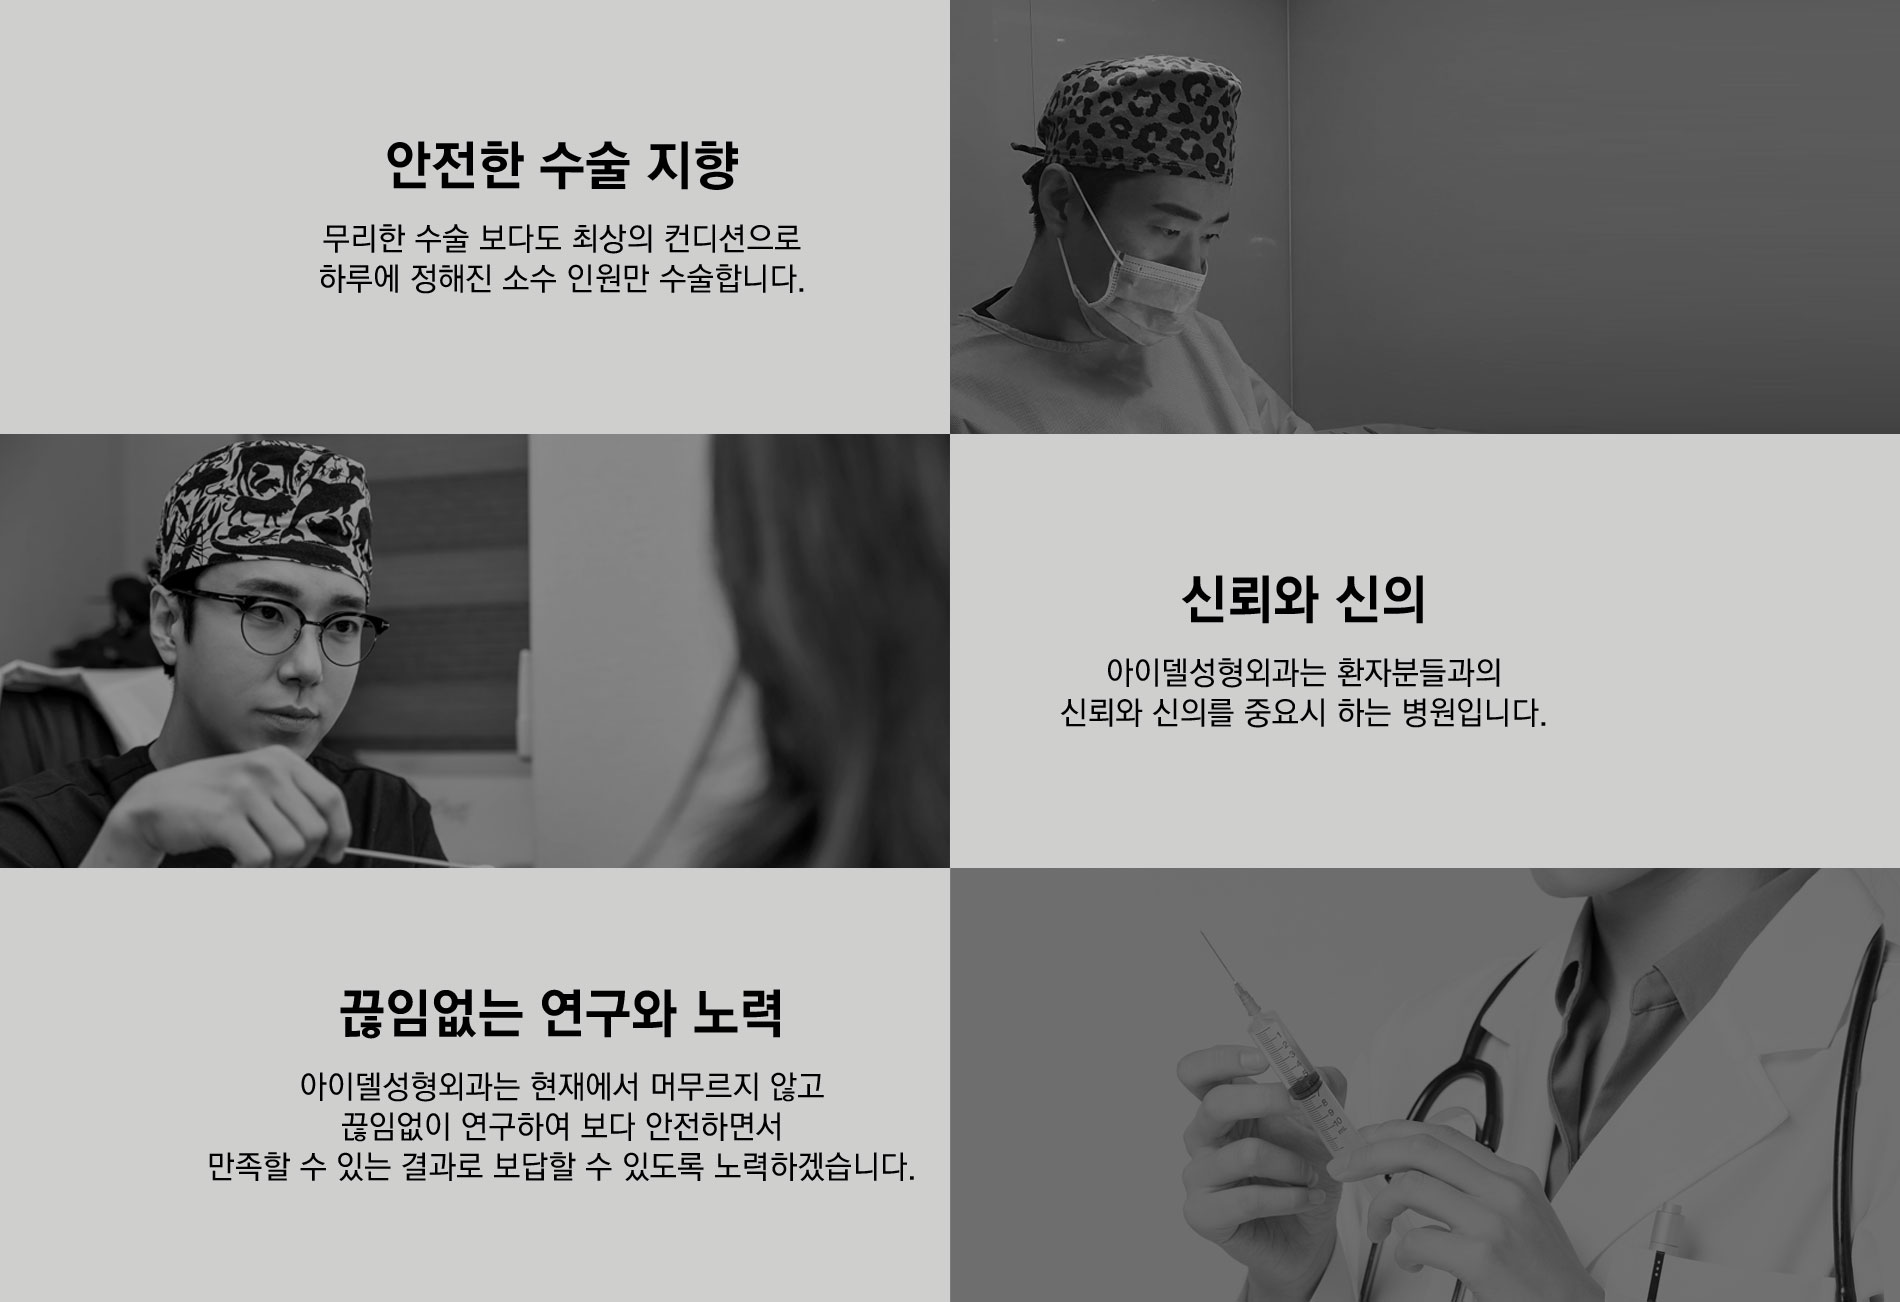 안전한 수술 지향
무리한 수술 보다도 최상의 컨디션으로
하루에 정해진 소수 인원만 수술합니다.
신뢰와 신의
아이델성형외과는 환자분들과의
신뢰와 신의를 중요시 하는 병원입니다.
끊임없는 연구와 노력
아이델성형외과는 현재에서 머무르지 않고
끊임없이 연구하여 보다 안전하면서
만족할 수 있는 결과로 보답할 수 있도록 노력하겠습니다.